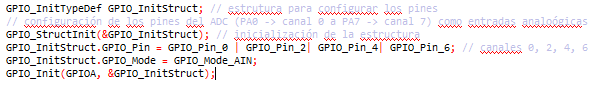 GPIO_InitTypeDef GPIO_InitStruct; // estructura para configurar los pines
// configuración de los pines del ADC (PA0 -> canal 0 a PA7 -> canal 7) como entradas analoógicas
GPIO_StructInit(&GPIO_InitStruct); // inicialización de la estructura
GPIO_InitStruct.GPIO_Pin = GPIO_Pin_0 | GPIO_Pin_2| GPIO_Pin_4| GPIO_Pin_6; // canales 0, 2, 4, 6
GPIO_InitStruct.GPIO_Mode = GPIO_Mode_AIN;
GPIO_Init(GPIOA, &GPIO_InitStruct);